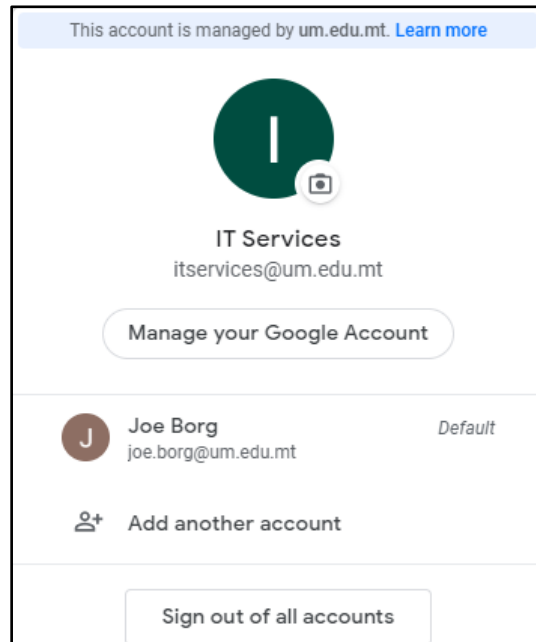 This account is managed by um.edu.mt. Learn more
I
IT Services
itservices@um.edu.mt
Manage your Google Account
J
Joe Borg
Default
joe.borg@um.edu.mt
Add another account
Sign out of all accounts